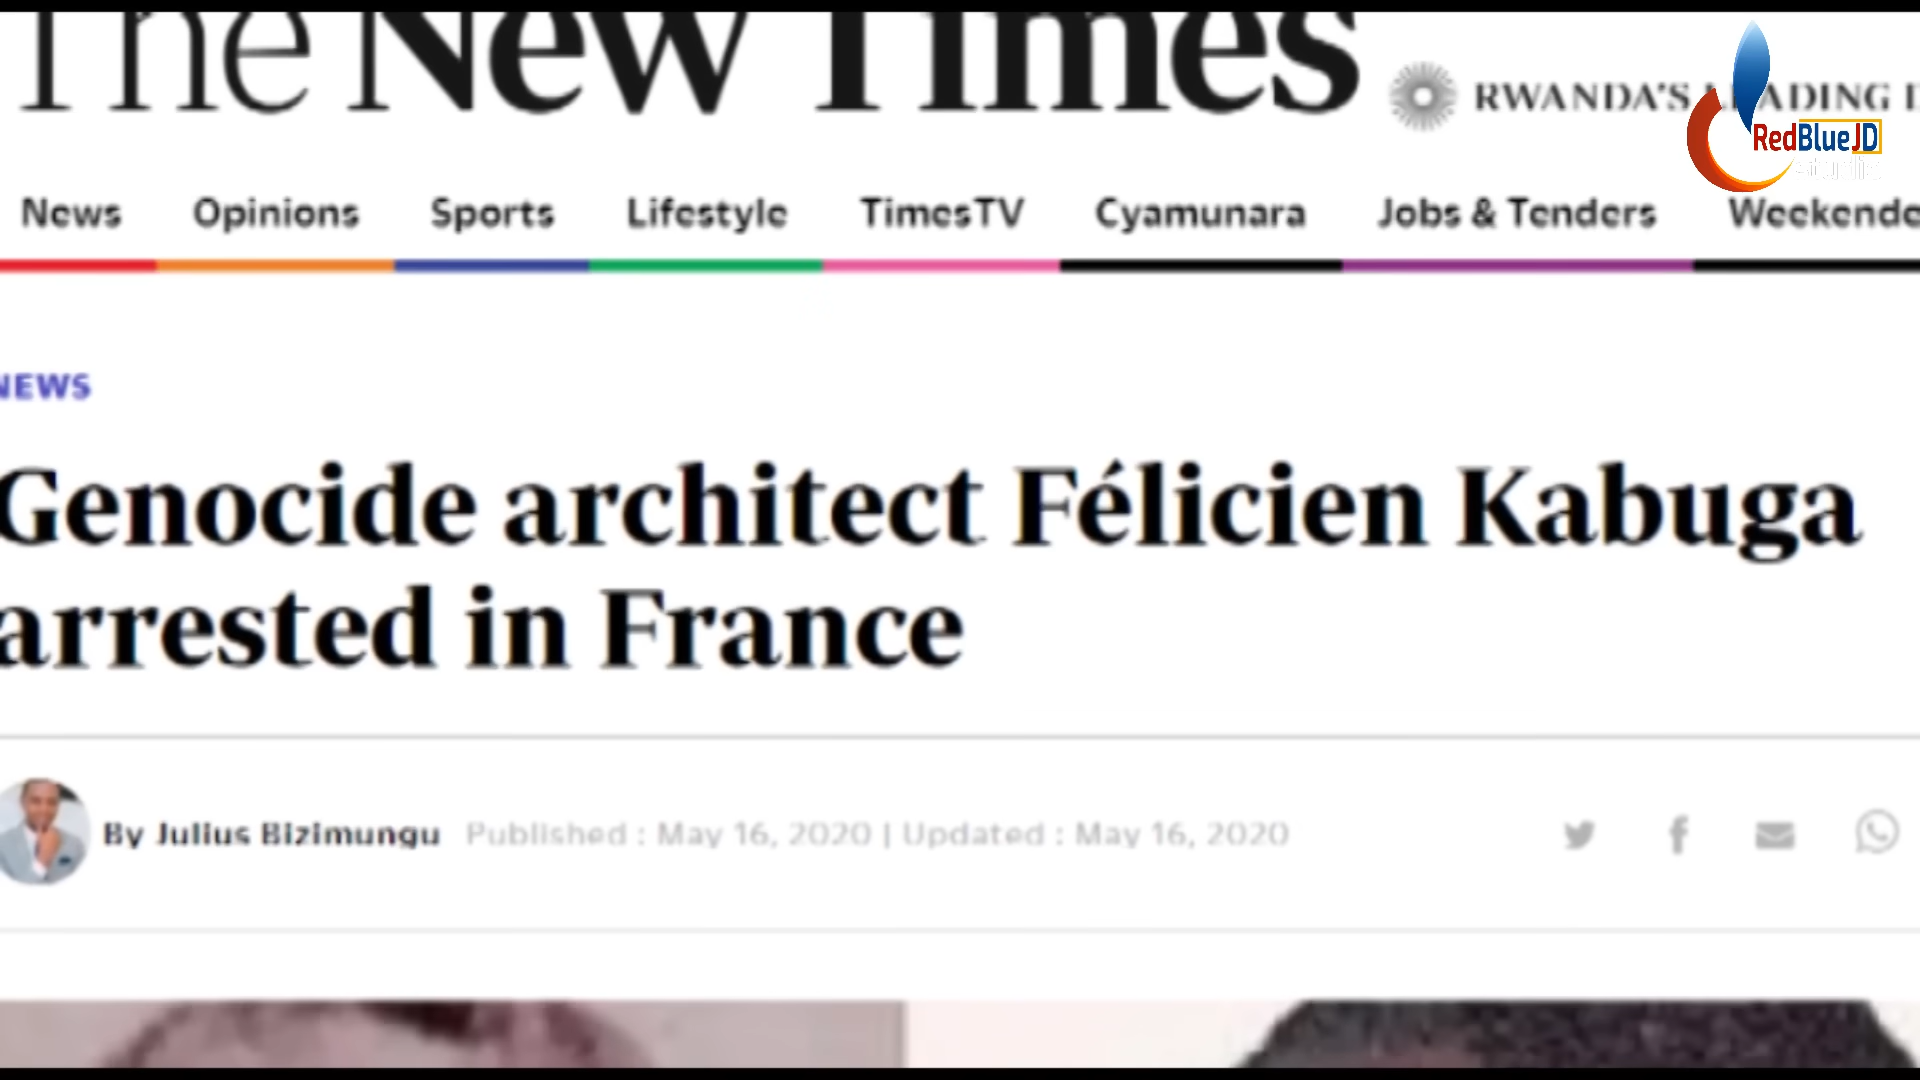 The New Times
RWANDA'S LEADING
RedBlueJD
News Opinions Sports Lifestyle TimesTV Cyamunara Jobs & Tenders Weekende
NEWS
Genocide architect Félicien Kabuga
arrested in France
By Julius Bizimungu Published : May 16, 2020 | Updated : May 16, 2020